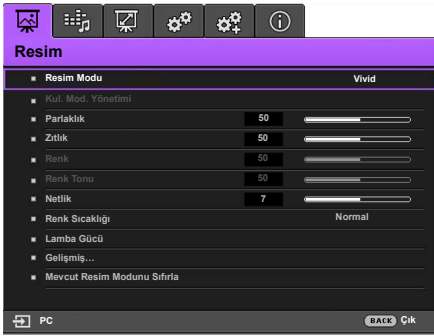 Resim
Resim Modu Vivid
Kul. Mod. Yönetimi
Parlaklık 50
Zıtlık 50
Renk 50
Renk Tonu 50
Netlik 7
Renk Sıcaklığı Normal
Lamba Gücü
Gelişmiş...
Mevcut Resim Modunu Sıfırla
PC BACK Çık